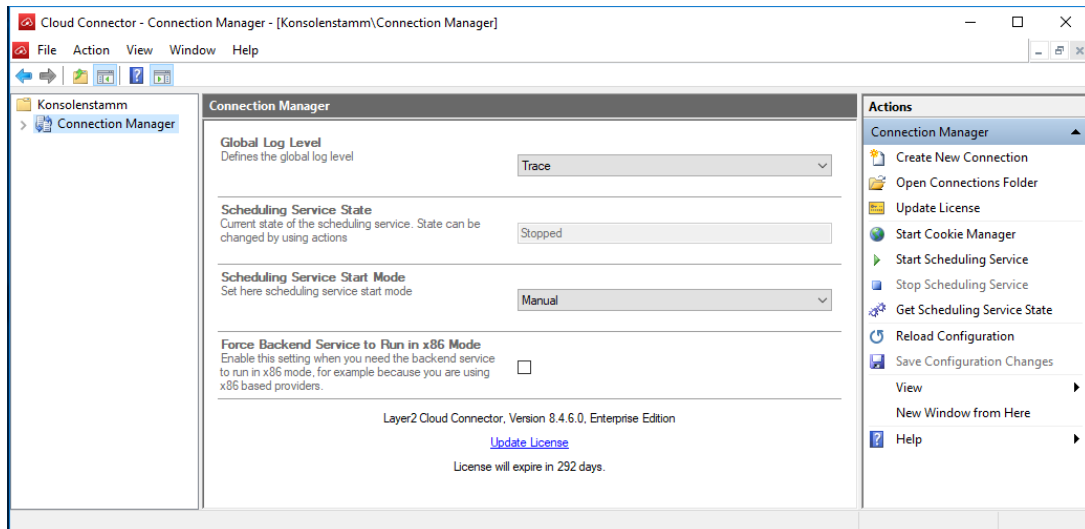 Cloud Connector - Connection Manager - [Konsolenstamm\Connection Manager]
File Action View Window Help
Konsolenstamm
Connection Manager
Connection Manager
Global Log Level
Defines the global log level
Trace
Scheduling Service State
Current state of the scheduling service. State can be
changed by using actions
Stopped
Scheduling Service Start Mode
Set here scheduling service start mode
Manual
Force Backend Service to Run in x86 Mode
Enable this setting when you need the backend service
to run in x86 mode, for example because you are using
x86 based providers.
Layer2 Cloud Connector, Version 8.4.6.0, Enterprise Edition
Update License
License will expire in 292 days.
Actions
Connection Manager
Create New Connection
Open Connections Folder
Update License
Start Cookie Manager
Start Scheduling Service
Stop Scheduling Service
Get Scheduling Service State
Reload Configuration
Save Configuration Changes
View
New Window from Here
Help